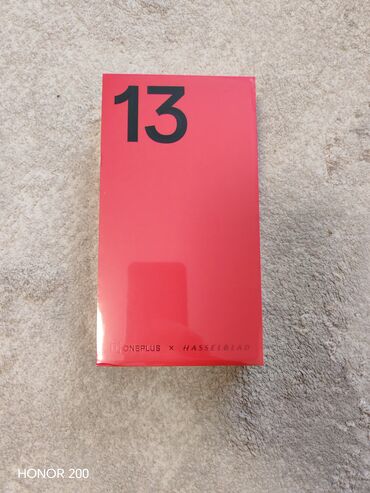 13
ONEPLUS × HASSELBLAD
HONOR 200